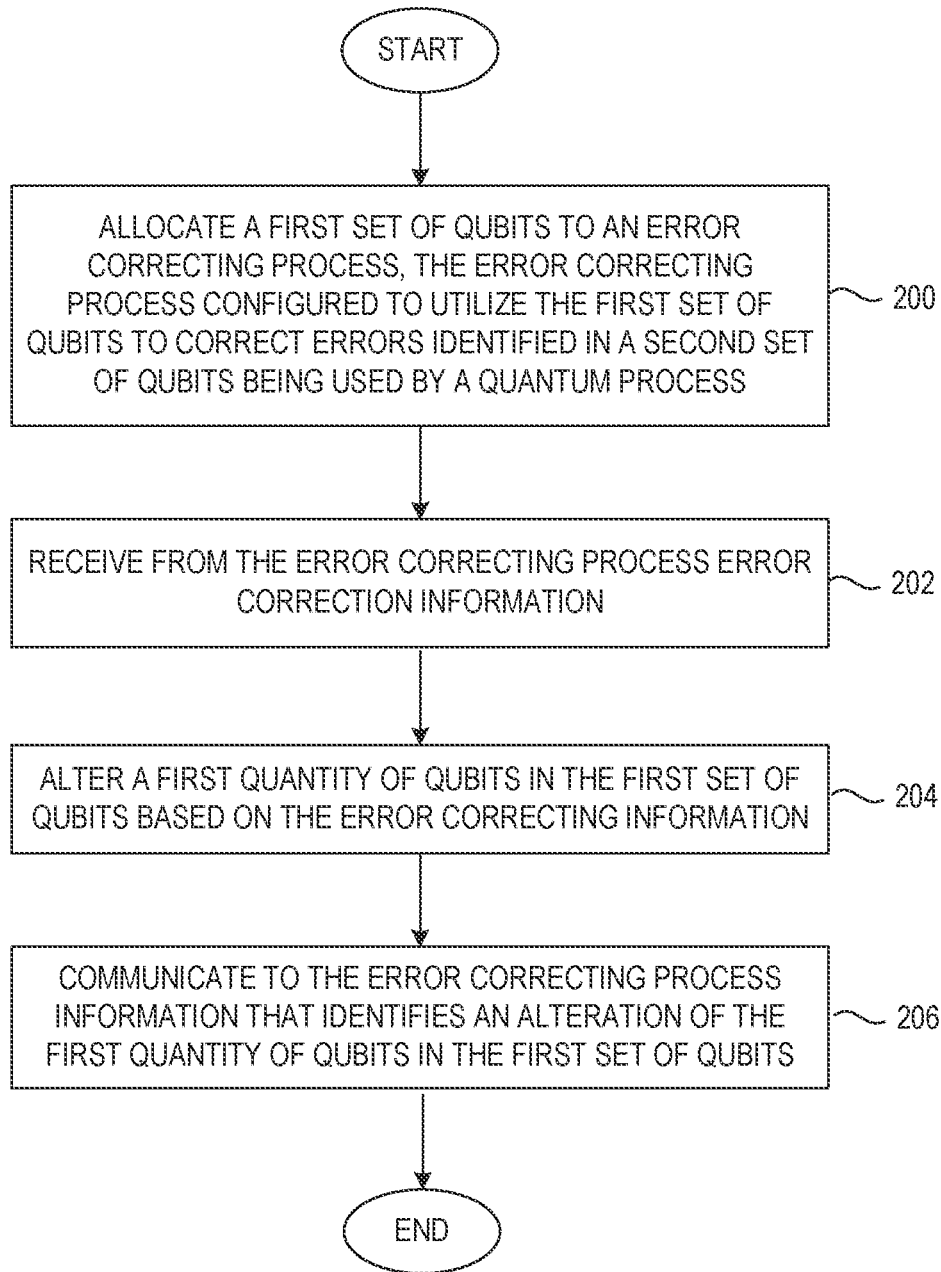 START
ALLOCATE A FIRST SET OF QUBITS TO AN ERROR
CORRECTING PROCESS, THE ERROR CORRECTING
PROCESS CONFIGURED TO UTILIZE THE FIRST SET OF
QUBITS TO CORRECT ERRORS IDENTIFIED IN A SECOND SET
OF QUBITS BEING USED BY A QUANTUM PROCESS
200
RECEIVE FROM THE ERROR CORRECTING PROCESS ERROR
CORRECTION INFORMATION
202
ALTER A FIRST QUANTITY OF QUBITS IN THE FIRST SET OF
QUBITS BASED ON THE ERROR CORRECTING INFORMATION
204
COMMUNICATE TO THE ERROR CORRECTING PROCESS
INFORMATION THAT IDENTIFIES AN ALTERATION OF THE
FIRST QUANTITY OF QUBITS IN THE FIRST SET OF QUBITS
206
END